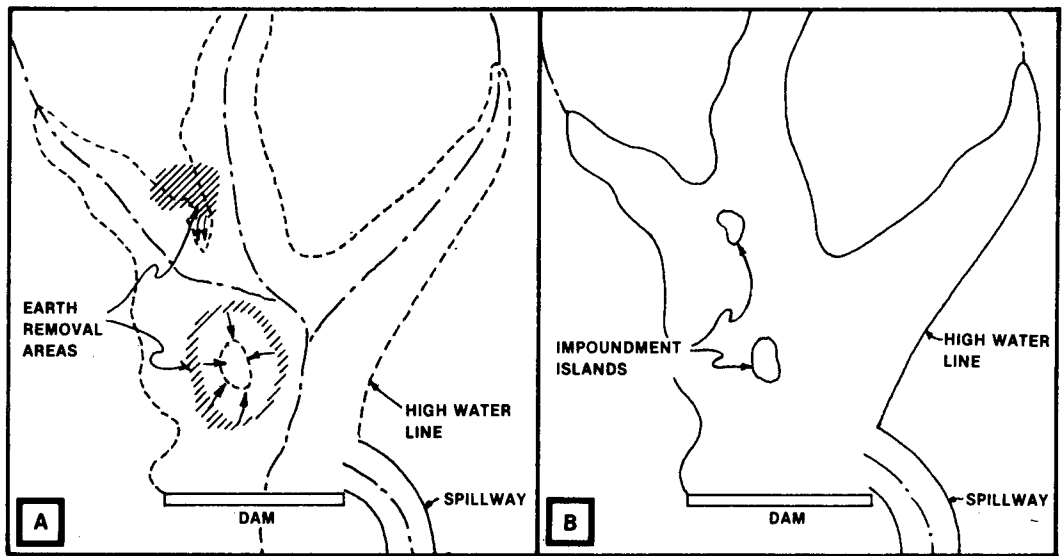 EARTH
REMOVAL
AREAS
HIGH WATER
LINE
SPILLWAY
DAM
A
IMPOUNDMENT
ISLANDS
HIGH WATER
LINE
SPILLWAY
DAM
B